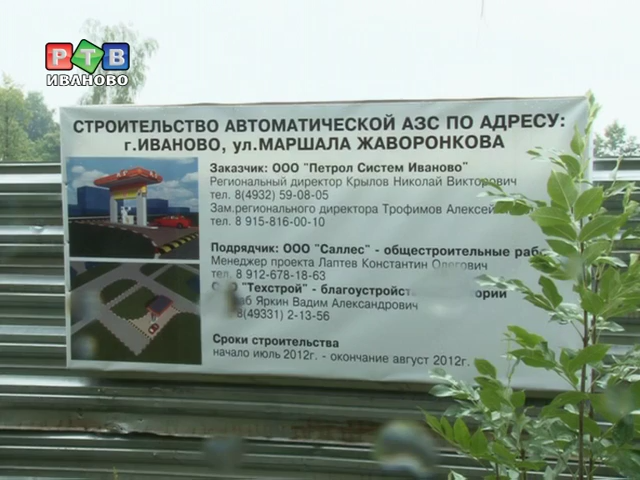 РТВ
ИВАНОВО
СТРОИТЕЛЬСТВО АВТОМАТИЧЕСКОЙ АЗС ПО АДРЕСУ:
г.ИВАНОВО, ул.МАРШАЛА ЖАВОРОНКОВА
Заказчик: ООО "Петрол Систем Иваново"
Региональный директор Крылов Николай Викторович
тел. 8(4932) 59-08-05
Зам.регионального директора Трофимов Алексей
тел. 8 915-816-00-10
Подрядчик: ООО "Саллес" - общестроительные
Менеджер проекта Лаптев Константин Олегович
тел. 8 912-678-18-63
"Техстрой" -
Яркин Вадим Александрович
8(49331) 2-13-56
Сроки строительства
начало июль 2012г. - окончание август 2012г.